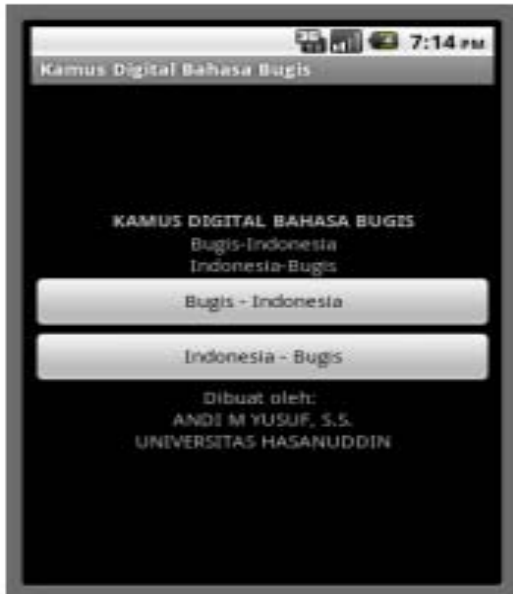 7:14 PM
Kamus Digital Bahasa Bugis
KAMUS DIGITAL BAHASA BUGIS
Bugis-Indonesia
Indonesia-Bugis
Bugis - Indonesia
Indonesia - Bugis
Dibuat oleh:
ANDI M YUSUF, S.S.
UNIVERSITAS HASANUDDIN